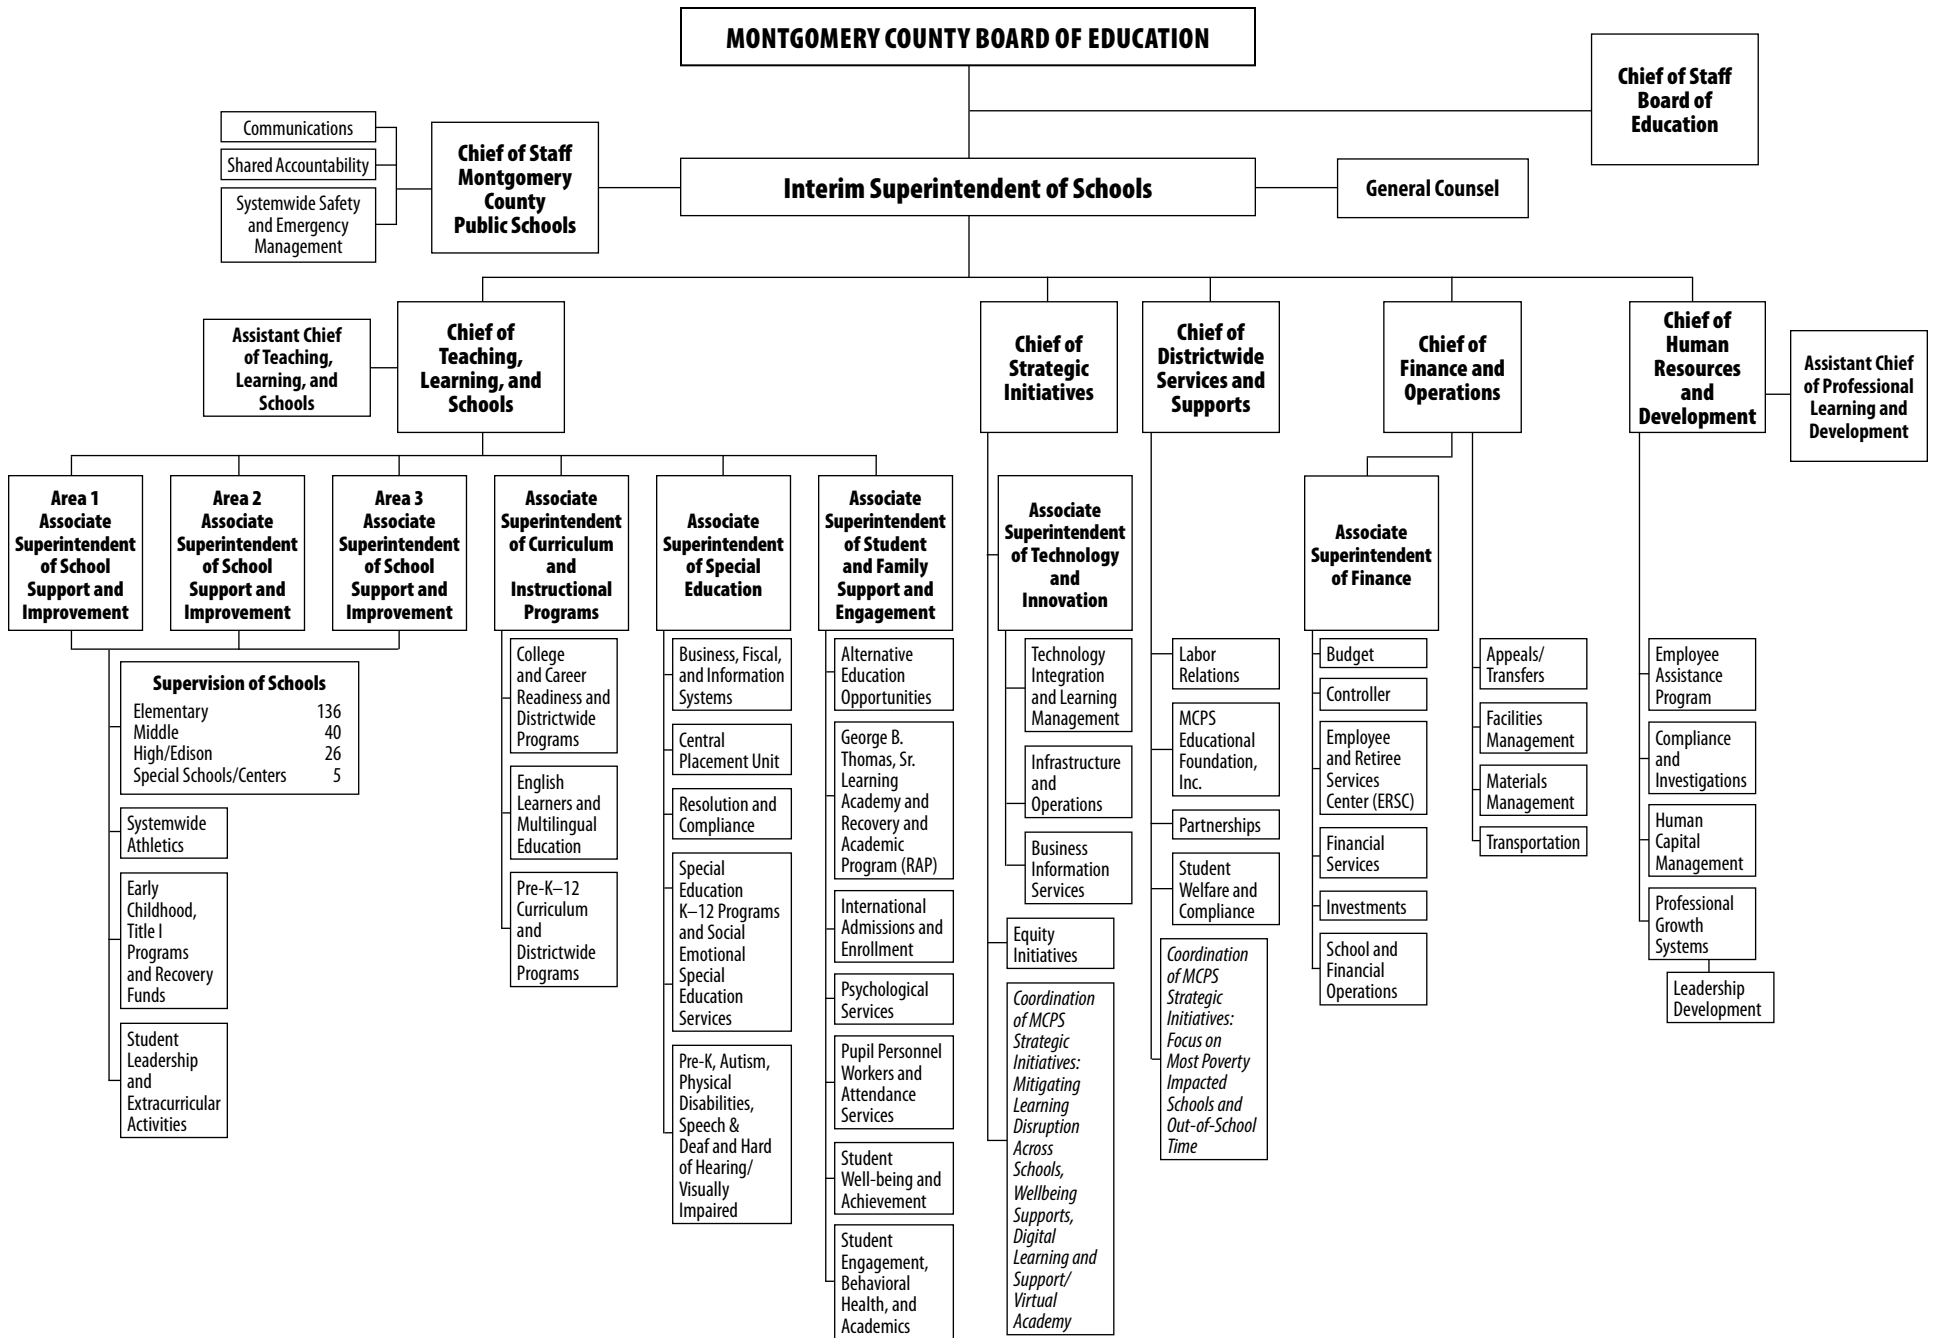 MONTGOMERY COUNTY BOARD OF EDUCATION
Chief of Staff
Board of
Education
Communications
Shared Accountability
Systemwide Safety
and Emergency
Management
Chief of Staff
Montgomery
County
Public Schools
Interim Superintendent of Schools
General Counsel
Assistant Chief
of Teaching,
Learning, and
Schools
Chief of
Teaching,
Learning, and
Schools
Chief of
Strategic
Initiatives
Chief of
Districtwide
Services and
Supports
Chief of
Finance and
Operations
Chief of
Human
Resources
and
Development
Assistant Chief
of Professional
Learning and
Development
Area 1
Associate
Superintendent
of School
Support and
Improvement
Area 2
Associate
Superintendent
of School
Support and
Improvement
Area 3
Associate
Superintendent
of School
Support and
Improvement
Associate
Superintendent
of Curriculum
and
Instructional
Programs
Associate
Superintendent
of Special
Education
Associate
Superintendent
of Student
and Family
Support and
Engagement
Associate
Superintendent
of Technology
and
Innovation
Associate
Superintendent
of Finance
Supervision of Schools
Elementary 136
Middle 40
High/Edison 26
Special Schools/Centers 5
Systemwide
Athletics
Early
Childhood,
Title I
Programs
and Recovery
Funds
Student
Leadership
and
Extracurricular
Activities
College
and Career
Readiness and
Districtwide
Programs
English
Learners and
Multilingual
Education
Pre-K–12
Curriculum
and
Districtwide
Programs
Business, Fiscal,
and Information
Systems
Central
Placement Unit
Resolution and
Compliance
Special
Education
K–12 Programs
and Social
Emotional
Special
Education
Services
Pre-K, Autism,
Physical
Disabilities,
Speech &
Deaf and Hard
of Hearing/
Visually
Impaired
Alternative
Education
Opportunities
George B.
Thomas, Sr.
Learning
Academy and
Recovery and
Academic
Program (RAP)
International
Admissions and
Enrollment
Psychological
Services
Pupil Personnel
Workers and
Attendance
Services
Student
Well-being and
Achievement
Student
Engagement,
Behavioral
Health, and
Academics
Technology
Integration
and Learning
Management
Infrastructure
and
Operations
Business
Information
Services
Equity
Initiatives
Coordination
of MCPS
Strategic
Initiatives:
Mitigating
Learning
Disruption
Across
Schools,
Wellbeing
Supports,
Digital
Learning and
Support/
Virtual
Academy
Labor
Relations
MCPS
Educational
Foundation,
Inc.
Partnerships
Student
Welfare and
Compliance
Coordination
of MCPS
Strategic
Initiatives:
Focus on
Most Poverty
Impacted
Schools and
Out-of-School
Time
Budget
Controller
Employee
and Retiree
Services
Center (ERSC)
Financial
Services
Investments
School and
Financial
Operations
Appeals/
Transfers
Facilities
Management
Materials
Management
Transportation
Employee
Assistance
Program
Compliance
and
Investigations
Human
Capital
Management
Professional
Growth
Systems
Leadership
Development